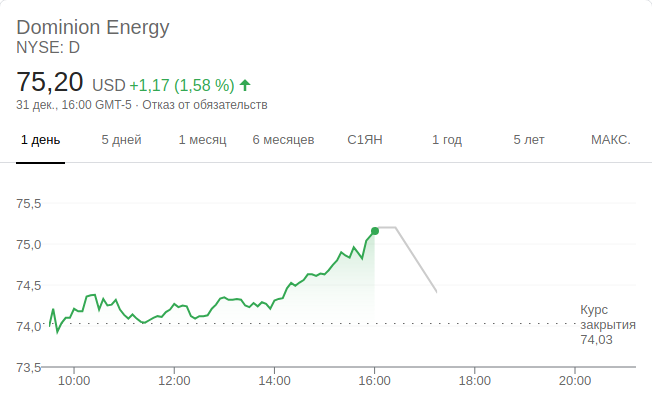 Dominion Energy
NYSE: D
75,20 USD +1,17 (1,58 %)
31 дек., 16:00 GMT-5 · Отказ от обязательств
1 день 5 дней 1 месяц 6 месяцев С1ЯН 1 год 5 лет МАКС.
75,5
75,0
74,5
74,0
73,5
Курс
закрытия
74,03
10:00 12:00 14:00 16:00 18:00 20:00